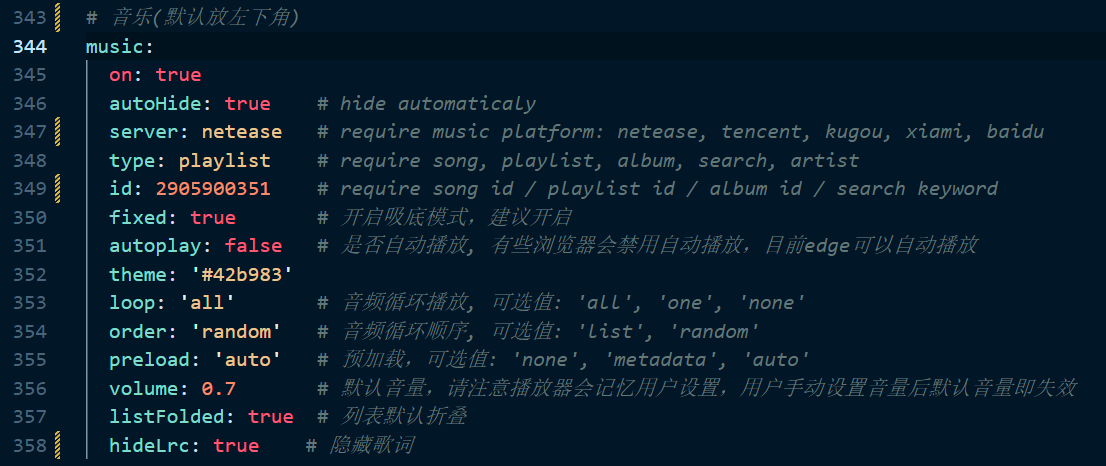 343 # 音乐(默认放左下角)
344 music:
345 on: true
346 autoHide: true # hide automaticaly
347 server: netease # require music platform: netease, tencent, kugou, xiami, baidu
348 type: playlist # require song, playlist, album, search, artist
349 id: 2905900351 # require song id / playlist id / album id / search keyword
350 fixed: true # 开启吸底模式，建议开启
351 autoplay: false # 是否自动播放, 有些浏览器会禁用自动播放，目前edge可以自动播放
352 theme: '#42b983'
353 loop: 'all' # 音频循环播放, 可选值: 'all', 'one', 'none'
354 order: 'random' # 音频循环顺序, 可选值: 'list', 'random'
355 preload: 'auto' # 预加载，可选值: 'none', 'metadata', 'auto'
356 volume: 0.7 # 默认音量，请注意播放器会记忆用户设置，用户手动设置音量后默认音量即失效
357 listFolded: true # 列表默认折叠
358 hideLrc: true # 隐藏歌词